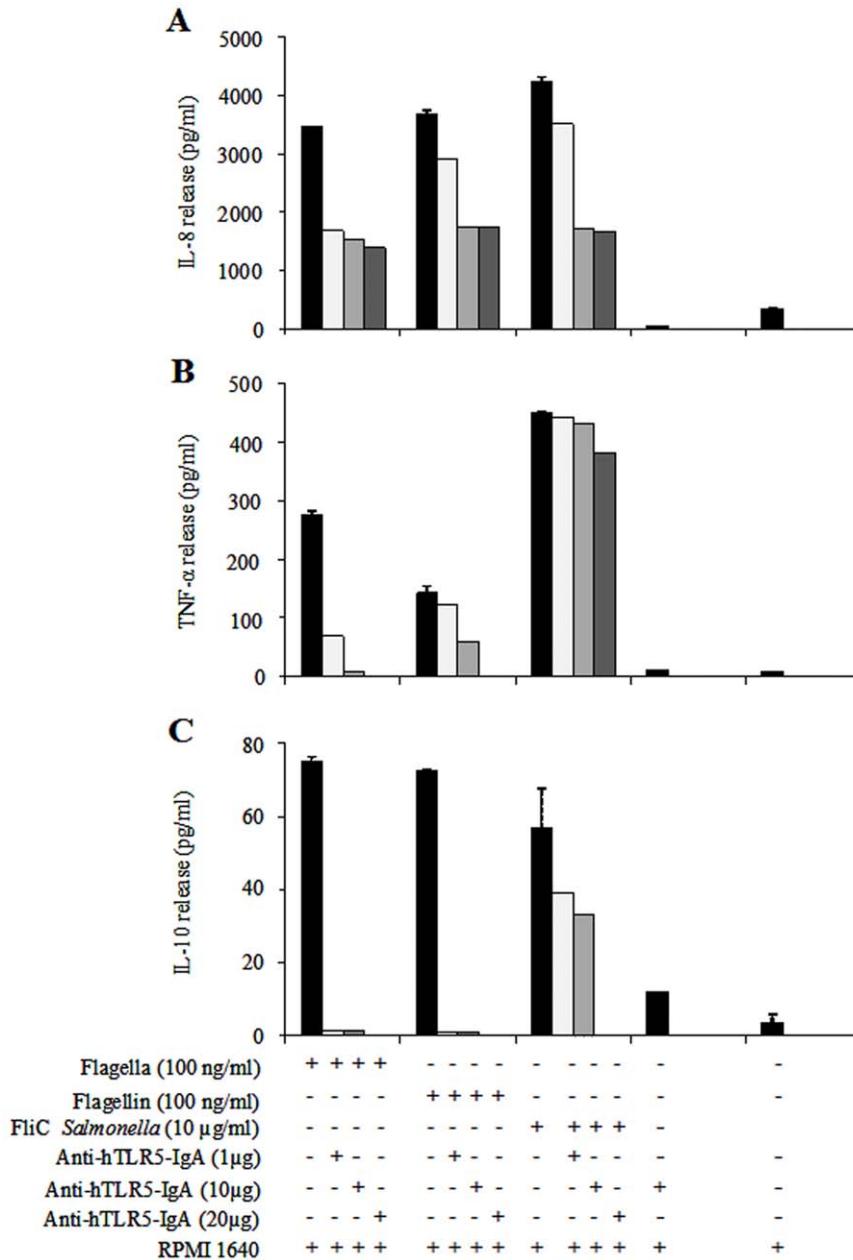 A
5000
4000
3000
2000
1000
0
IL-8 release (pg/ml)
B
500
400
300
200
100
0
TNF-α release (pg/ml)
C
80
60
40
20
0
IL-10 release (pg/ml)
Flagella (100 ng/ml) + + + + - - - - - - - - - -
Flagellin (100 ng/ml) - - - - + + + + - - - - -
FliC Salmonella (10 µg/ml) - - - - - - - - + + + + -
Anti-hTLR5-IgA (1µg) - + - - - + - - - + - - - -
Anti-hTLR5-IgA (10µg) - - + - - - + - - - + - + -
Anti-hTLR5-IgA (20µg) - - - + - - - + - - - + - -
RPMI 1640 + + + + + + + + + + + + + +